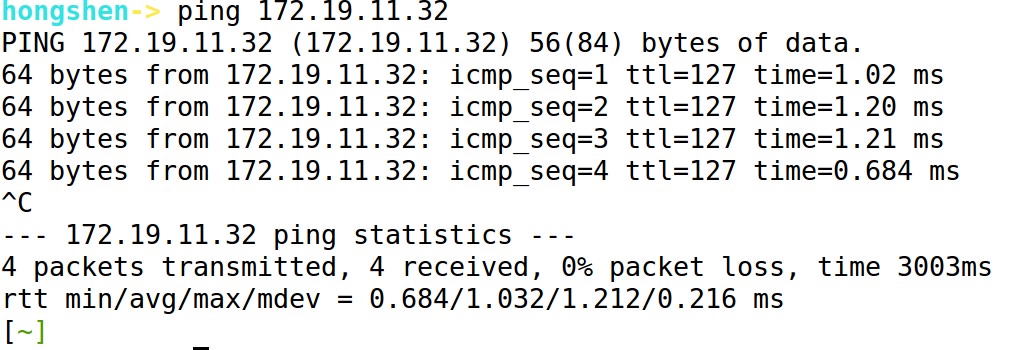 hongshen-> ping 172.19.11.32
PING 172.19.11.32 (172.19.11.32) 56(84) bytes of data.
64 bytes from 172.19.11.32: icmp_seq=1 ttl=127 time=1.02 ms
64 bytes from 172.19.11.32: icmp_seq=2 ttl=127 time=1.20 ms
64 bytes from 172.19.11.32: icmp_seq=3 ttl=127 time=1.21 ms
64 bytes from 172.19.11.32: icmp_seq=4 ttl=127 time=0.684 ms
^C
--- 172.19.11.32 ping statistics ---
4 packets transmitted, 4 received, 0% packet loss, time 3003ms
rtt min/avg/max/mdev = 0.684/1.032/1.212/0.216 ms
[~]